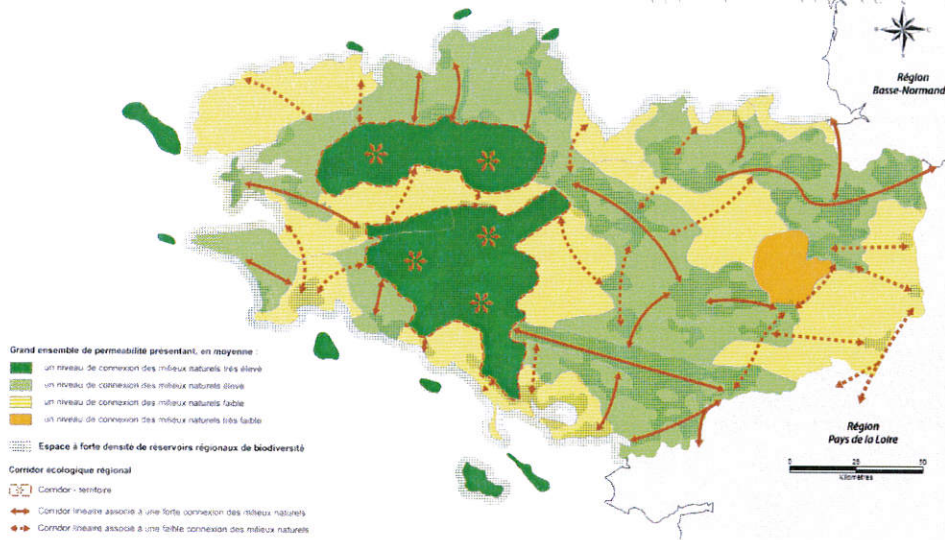 Région
Basse-Normand
Grand ensemble de perméabilité présentant, en moyenne :
un niveau de connexion des milieux naturels très élevé
un niveau de connexion des milieux naturels élevé
un niveau de connexion des milieux naturels faible
un niveau de connexion des milieux naturels très faible
Espace à forte densité de réservoirs régionaux de biodiversité
Corridor écologique régional
Corridor - territoire
Corridor linéaire associé à une forte connexion des milieux naturels
Corridor linéaire associé à une faible connexion des milieux naturels
Région
Pays de la Loire
0 25 50
Kilomètres